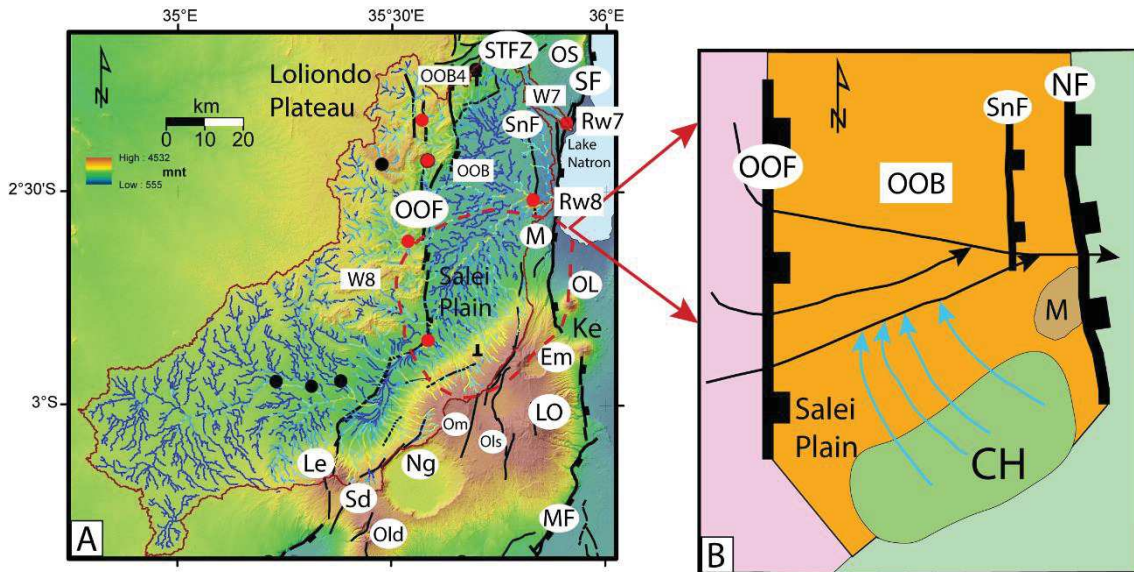 35°E
35°30'E
36°E
2°30'S
3°S
N
STFZ
OS
OOB4
SF
Loliondo
Plateau
km
0 10 20
W7
SnF
Rw7
Lake
Natron
High : 4532
mnt
Low : 555
OOB
OOF
Rw8
M
W8
Salei
Plain
OL
Ke
Em
LO
Om
Ols
Le
Ng
Sd
Old
MF
A
N
NF
SnF
OOF
OOB
M
Salei
Plain
CH
B